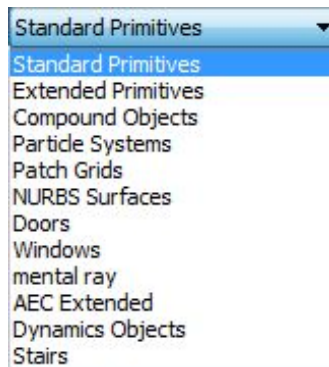 Standard Primitives
Standard Primitives
Extended Primitives
Compound Objects
Particle Systems
Patch Grids
NURBS Surfaces
Doors
Windows
mental ray
AEC Extended
Dynamics Objects
Stairs